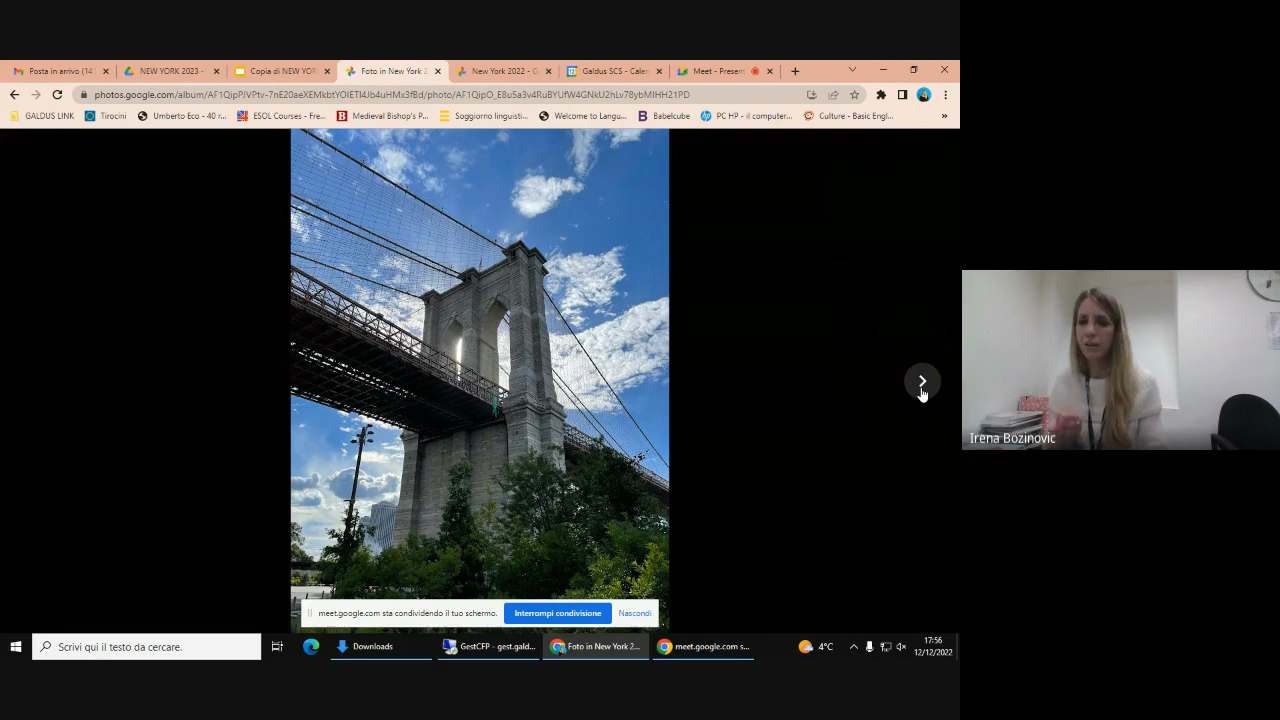 Posta in arrivo (14
NEW YORK 2023 -
Copia di NEW YOR
Foto in New York 2
New York 2022 - G
Galdus SCS - Calen
Meet - Present
photos.google.com/album/AF1QipPJVPtv-7nE20aeXEMkbtYOIETI4Jb4uHMx3fBd/photo/AF1QipO_E8u5a3v4RuBYUfW4GNkU2hLv78ybMIHH21PD
GALDUS LINK
Tirocini
Umberto Eco - 40 r...
ESOL Courses - Fre...
Medieval Bishop's P...
Soggiorno linguisti...
Welcome to Langu...
Babelcube
PC HP - il computer...
Culture - Basic Engl...
»
Irena Bozinovic
meet.google.com sta condividendo il tuo schermo.
Interrompi condivisione
Nascondi
Scrivi qui il testo da cercare.
Downloads
GestCFP - gest.gald...
Foto in New York 2...
meet.google.com s...
4°C
17:56
12/12/2022